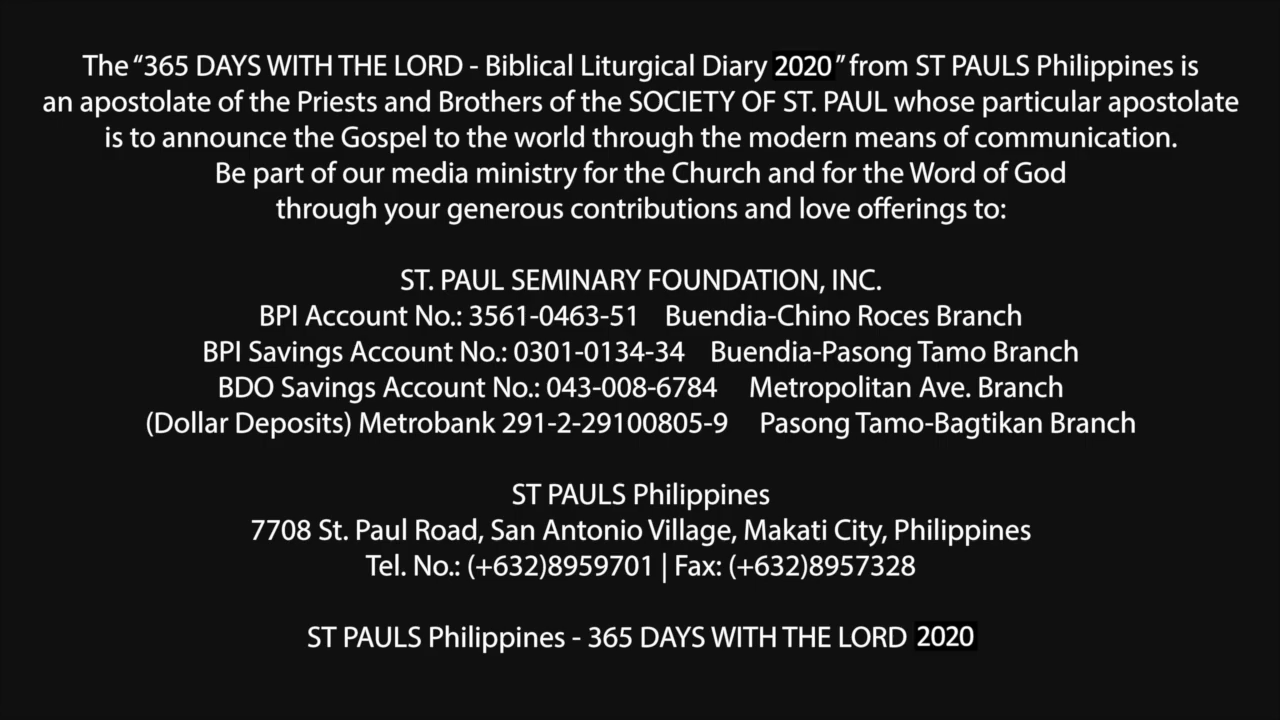 The “365 DAYS WITH THE LORD - Biblical Liturgical Diary 2020” from ST PAULS Philippines is
an apostolate of the Priests and Brothers of the SOCIETY OF ST. PAUL whose particular apostolate
is to announce the Gospel to the world through the modern means of communication.
Be part of our media ministry for the Church and for the Word of God
through your generous contributions and love offerings to:
ST. PAUL SEMINARY FOUNDATION, INC.
BPI Account No.: 3561-0463-51 Buendia-Chino Roces Branch
BPI Savings Account No.: 0301-0134-34 Buendia-Pasong Tamo Branch
BDO Savings Account No.: 043-008-6784 Metropolitan Ave. Branch
(Dollar Deposits) Metrobank 291-2-29100805-9 Pasong Tamo-Bagtikan Branch
ST PAULS Philippines
7708 St. Paul Road, San Antonio Village, Makati City, Philippines
Tel. No.: (+632)8959701 | Fax: (+632)8957328
ST PAULS Philippines - 365 DAYS WITH THE LORD 2020